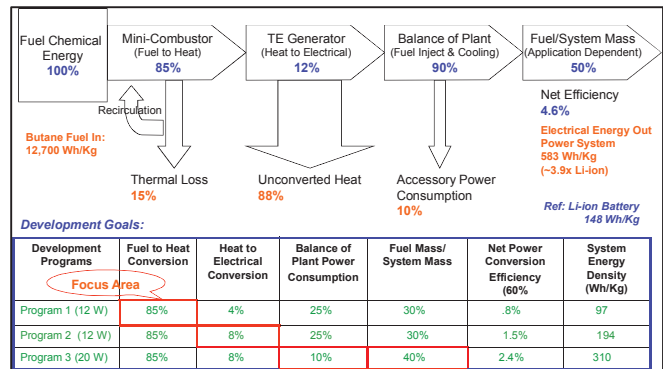 Fuel Chemical
Energy
100%
Mini-Combustor
(Fuel to Heat)
85%
TE Generator
(Heat to Electrical)
12%
Balance of Plant
(Fuel Inject & Cooling)
90%
Fuel/System Mass
(Application Dependent)
50%
Recirculation
Net Efficiency
4.6%
Butane Fuel In:
12,700 Wh/Kg
Electrical Energy Out
Power System
583 Wh/Kg
(~3.9x Li-ion)
Thermal Loss
15%
Unconverted Heat
88%
Accessory Power
Consumption
10%
Ref: Li-ion Battery
148 Wh/Kg
Development Goals:
Development
Programs
Fuel to Heat
Conversion
Heat to
Electrical
Conversion
Balance of
Plant Power
Consumption
Fuel Mass/
System Mass
Net Power
Conversion
Efficiency
(60%
System
Energy
Density
(Wh/Kg)
Focus Area
Program 1 (12 W) 85% 4% 25% 30% .8% 97
Program 2 (12 W) 85% 8% 25% 30% 1.5% 194
Program 3 (20 W) 85% 8% 10% 40% 2.4% 310